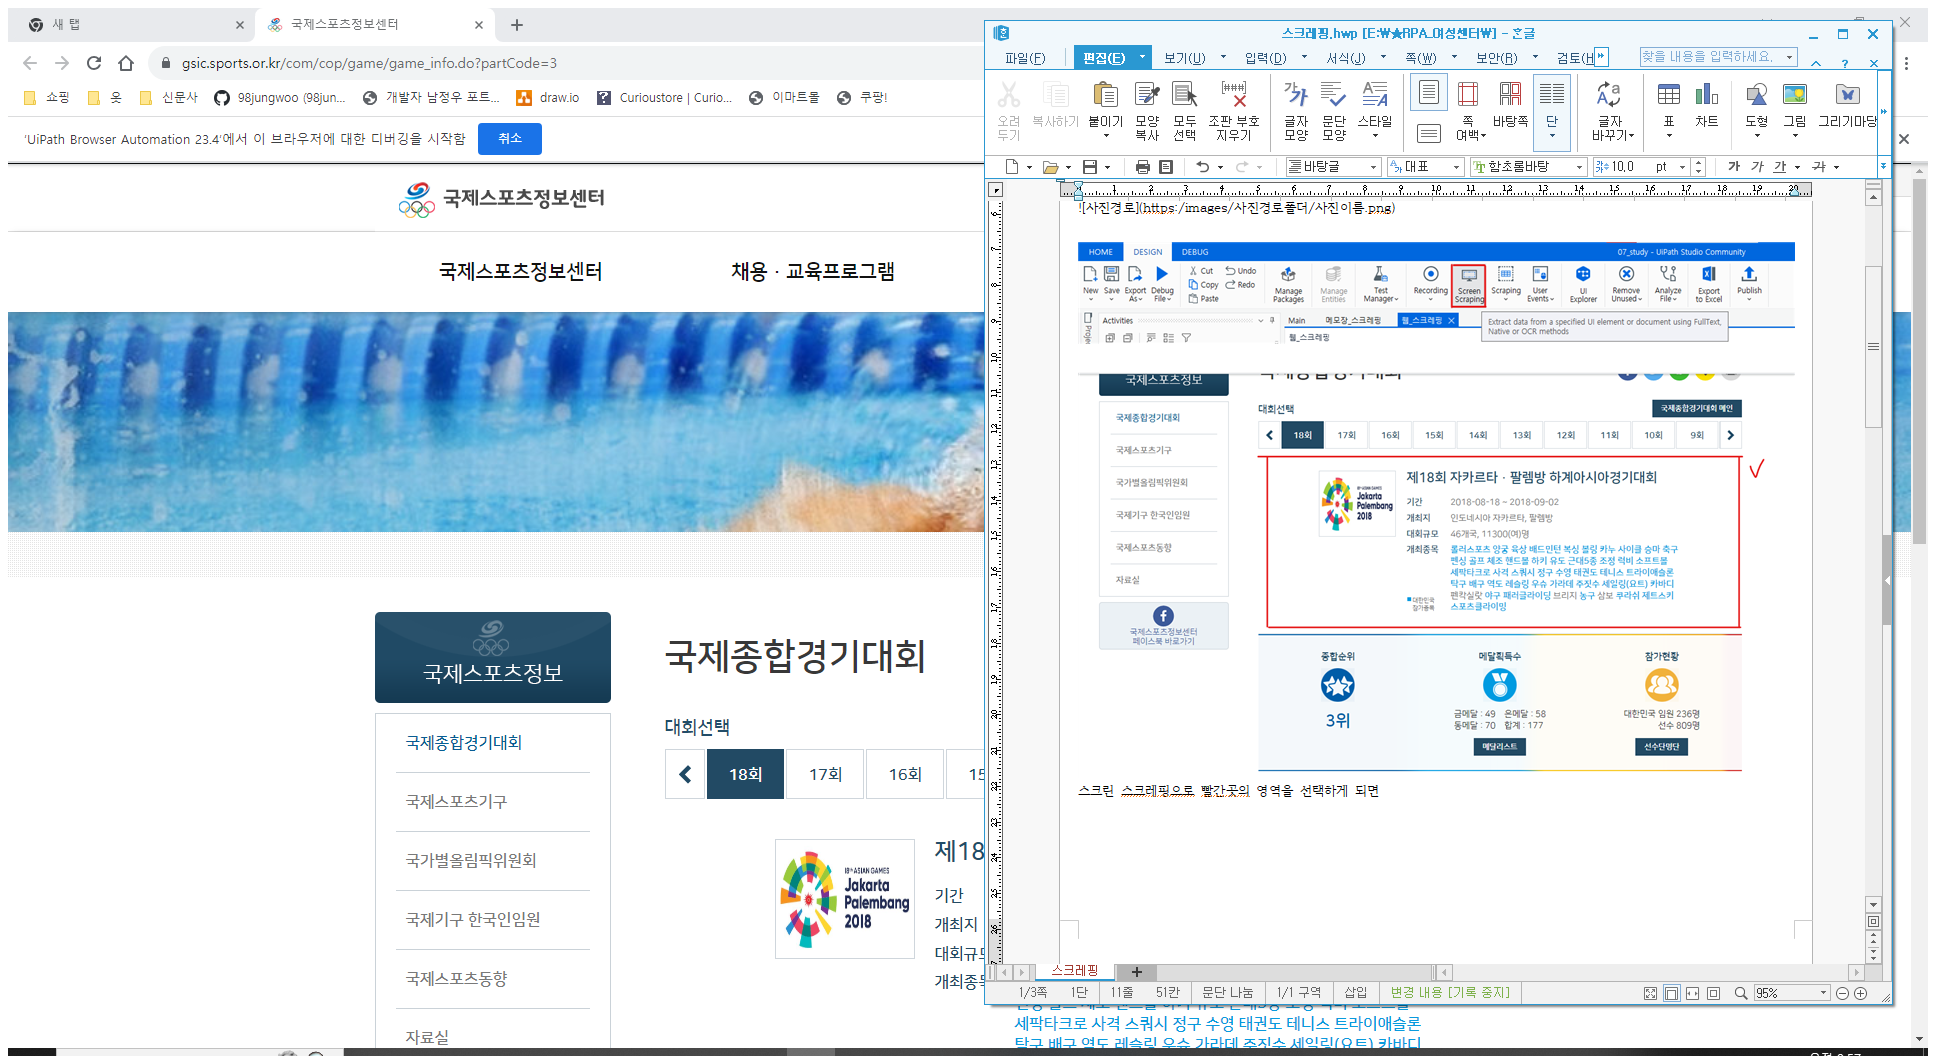 새 탭
국제스포츠정보센터
gsic.sports.or.kr/com/cop/game/game_info.do?partCode=3
쇼핑
옷
신문사
98jungwoo (98jun...
개발자 남정우 포트...
draw.io
Curioustore | Curio...
이마트몰
쿠팡!
'UiPath Browser Automation 23.4'에서 이 브라우저에 대한 디버깅을 시작함
취소
국제스포츠정보센터
국제스포츠정보센터
채용 · 교육프로그램
국제스포츠정보
국제종합경기대회
국제스포츠기구
국가별올림픽위원회
국제기구 한국인임원
국제스포츠동향
자료실
국제종합경기대회
대회선택
18회
17회
16회
15
18th ASIAN GAMES
Jakarta
Palembang
2018
제18
기간
개최지
대회규모
개최종목
세팍타크로 사격 스쿼시 정구 수영 태권도 테니스 트라이애슬론
탁구 배구 역도 레슬링 우슈 가라데 주짓수 세일링(요트) 카바디
스크레핑.hwp [E:₩★RPA_여성센터₩] - 한글
파일(F)
편집(E)
보기(U)
입력(D)
서식(J)
쪽(W)
보안(R)
검토(H
찾을 내용을 입력하세요.
오려 두기
복사하기
붙이기
모양 복사
모두 선택
조판 부호 지우기
글자 모양
문단 모양
스타일
쪽 여백
바탕쪽
단
글자 바꾸기
표
차트
도형
그림
그리기마당
바탕글
대표
함초롬바탕
10.0 pt
가 가 가 가
![사진경로](https:/images/사진경로폴더/사진이름.png)
HOME
DESIGN
DEBUG
07_study - UiPath Studio Community
New
Save
Export As
Debug File
Cut
Copy
Paste
Undo
Redo
Manage Packages
Manage Entities
Test Manager
Recording
Screen Scraping
Scraping
User Events
UI Explorer
Remove Unused
Analyze File
Export to Excel
Publish
Activities
Main
메모장_스크래핑
웹_스크래핑
Extract data from a specified UI element or document using FullText,
Native or OCR methods
웹_스크래핑
국제스포츠정보
국제종합경기대회
국제종합경기대회
국제스포츠기구
국가별올림픽위원회
국제기구 한국인임원
국제스포츠동향
자료실
국제스포츠정보센터
페이스북 바로가기
대회선택
국제종합경기대회 메인
18회
17회
16회
15회
14회
13회
12회
11회
10회
9회
Jakarta
Palembang
2018
제18회 자카르타 · 팔렘방 하계아시아경기대회
기간 2018-08-18 ~ 2018-09-02
개최지 인도네시아 자카르타, 팔렘방
대회규모 46개국, 11300(여)명
개최종목 롤러스포츠 양궁 육상 배드민턴 복싱 볼링 카누 사이클 승마 축구
펜싱 골프 체조 핸드볼 하키 유도 근대5종 조정 럭비 소프트볼
세팍타크로 사격 스쿼시 정구 수영 태권도 테니스 트라이애슬론
탁구 배구 역도 레슬링 우슈 가라데 주짓수 세일링(요트) 카바디
펜칵실랏 야구 패러글라이딩 브리지 농구 삼보 쿠라쉬 제트스키
스포츠클라이밍
대한민국
참가종목
종합순위
3위
메달획득수
금메달 : 49 은메달 : 58
동메달 : 70 합계 : 177
메달리스트
참가현황
대한민국 임원 236명
선수 809명
선수단명단
스크린 스크레핑으로 빨간곳의 영역을 선택하게 되면
스크레핑
1/3쪽
1단
11줄
51칸
문단 나눔
1/1 구역
삽입
변경 내용 [기록 중지]
95%